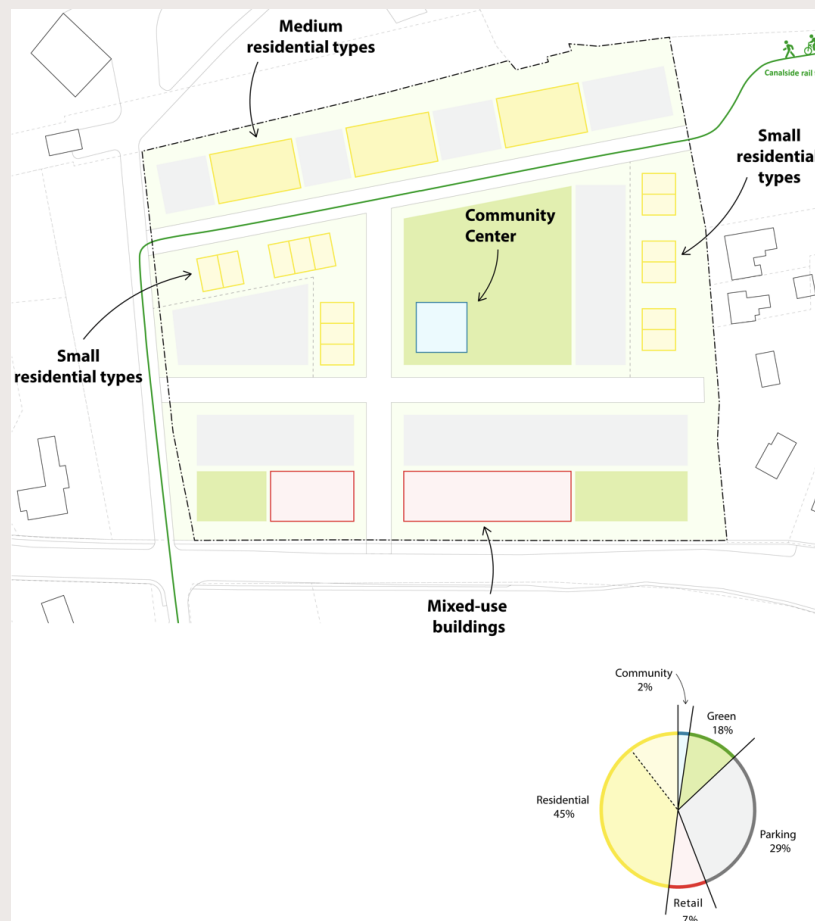 Medium
residential types
Canalside rail
Small
residential
types
Community
Center
Small
residential types
Mixed-use
buildings
Community
2%
Green
18%
Residential
45%
Parking
29%
Retail
7%